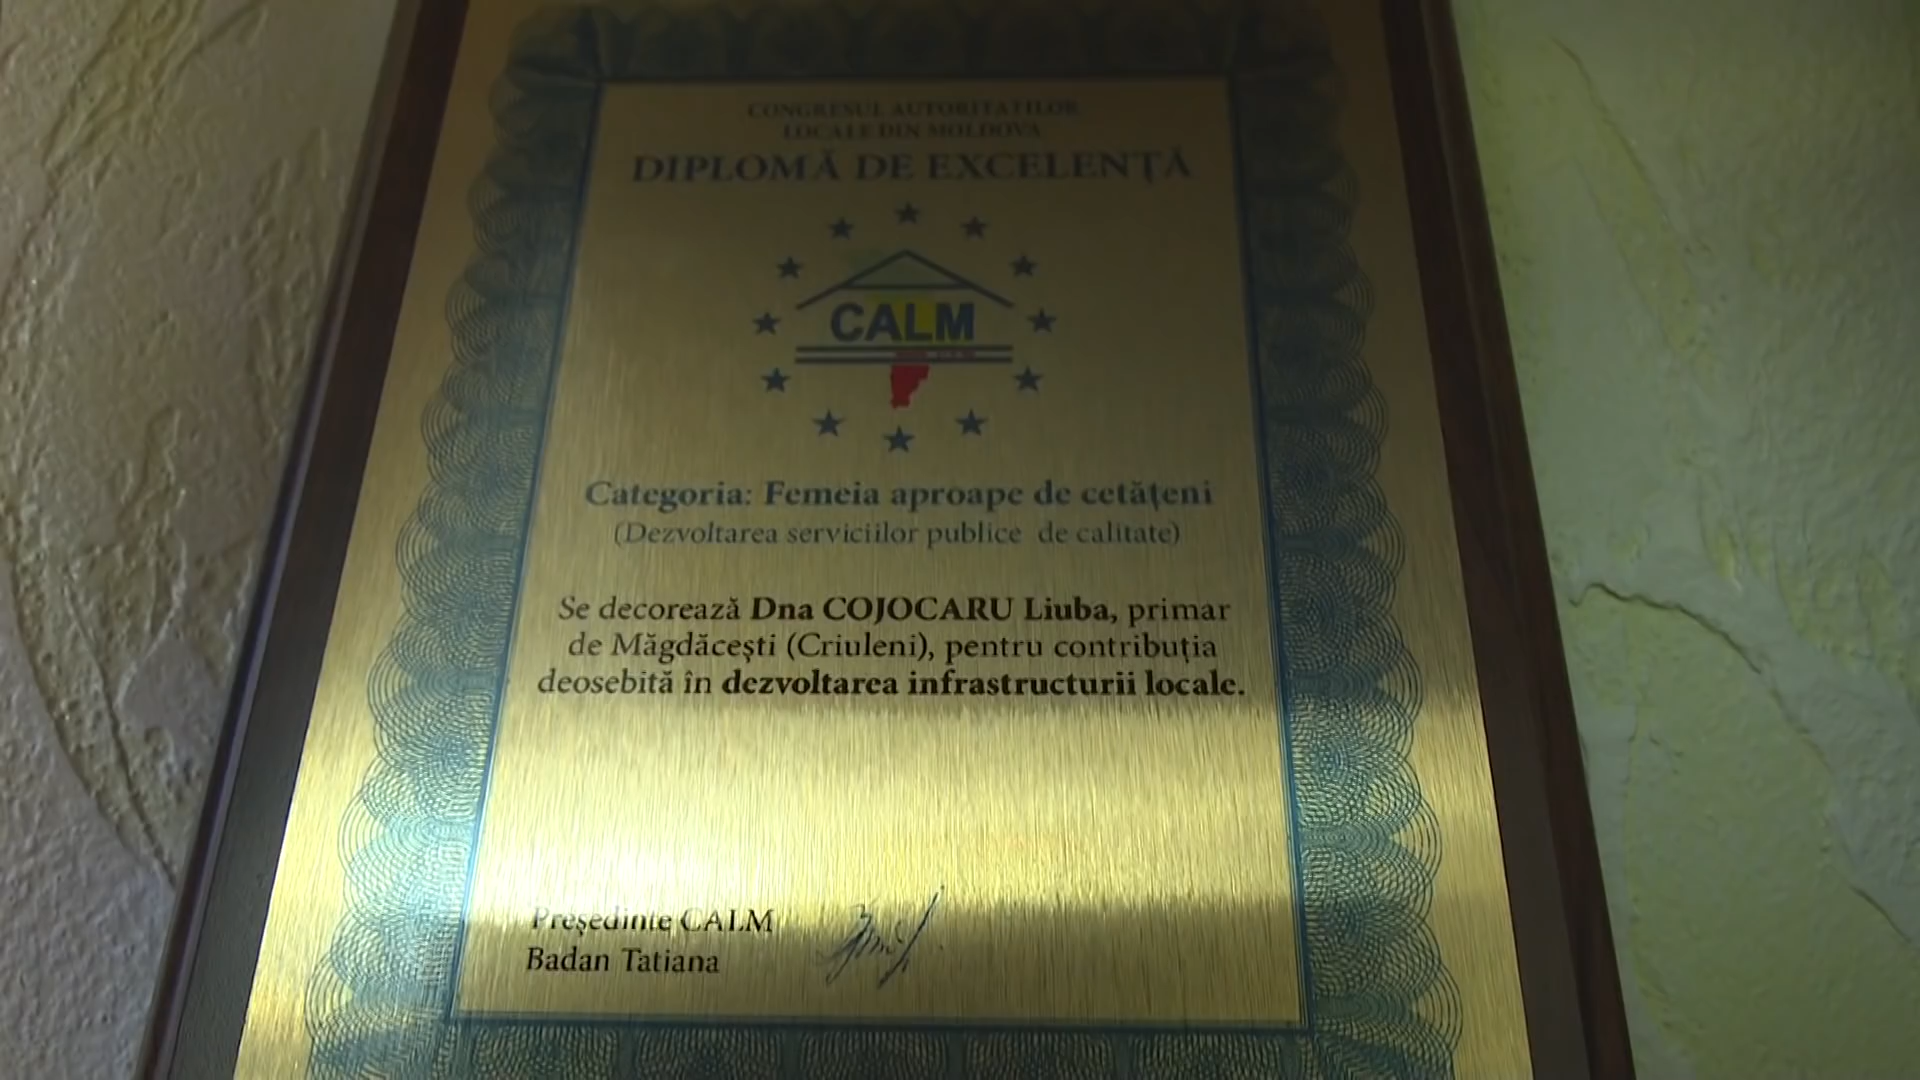 CONGRESUL AUTORITAȚILOR
LOCALE DIN MOLDOVA
DIPLOMĂ DE EXCELENȚĂ
CALM
Categoria: Femeia aproape de cetățeni
(Dezvoltarea serviciilor publice de calitate)
Se decorează Dna COJOCARU Liuba, primar
de Măgdăcești (Criuleni), pentru contribuția
deosebită în dezvoltarea infrastructurii locale.
Președinte CALM
Badan Tatiana